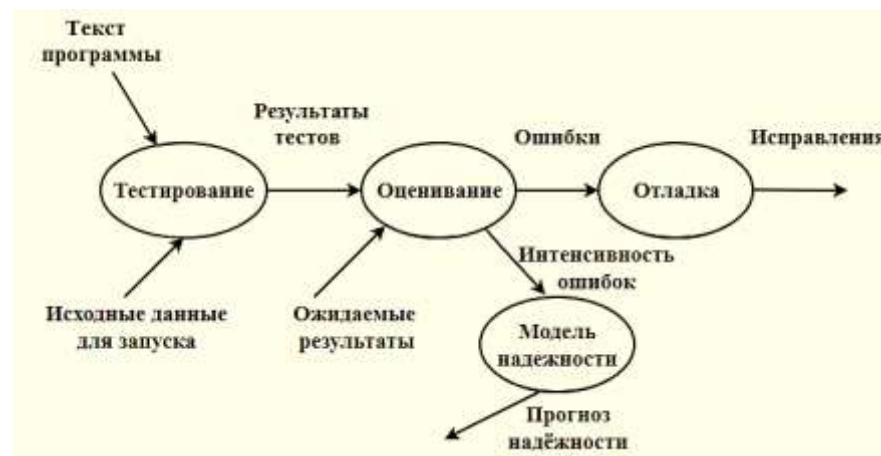 Текст
программы
Результаты
тестов
Ошибки
Исправления
Тестирование
Оценивание
Отладка
Интенсивность
ошибок
Исходные данные
для запуска
Ожидаемые
результаты
Модель
надежности
Прогноз
надёжности